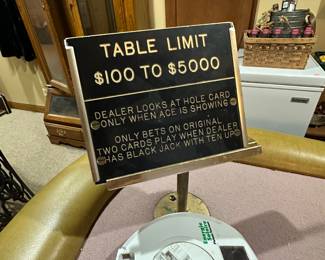 TABLE LIMIT
$100 TO $5000
DEALER LOOKS AT HOLE CARD
ONLY WHEN ACE IS SHOWING
ONLY BETS ON ORIGINAL
TWO CARDS PLAY WHEN DEALER
HAS BLACK JACK WITH TEN UP